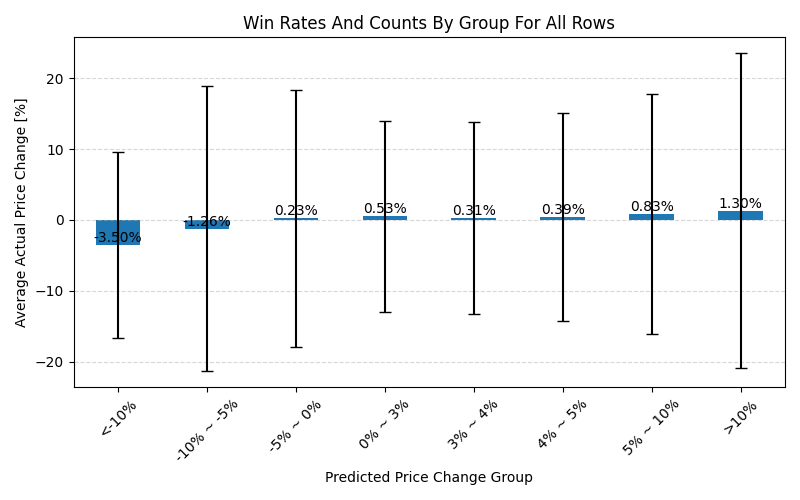 Win Rates And Counts By Group For All Rows
Average Actual Price Change [%]
20
10
0
−10
−20
-3.50%
-1.26%
0.23%
0.53%
0.31%
0.39%
0.83%
1.30%
<-10%
-10% ~ -5%
-5% ~ 0%
0% ~ 3%
3% ~ 4%
4% ~ 5%
5% ~ 10%
>10%
Predicted Price Change Group